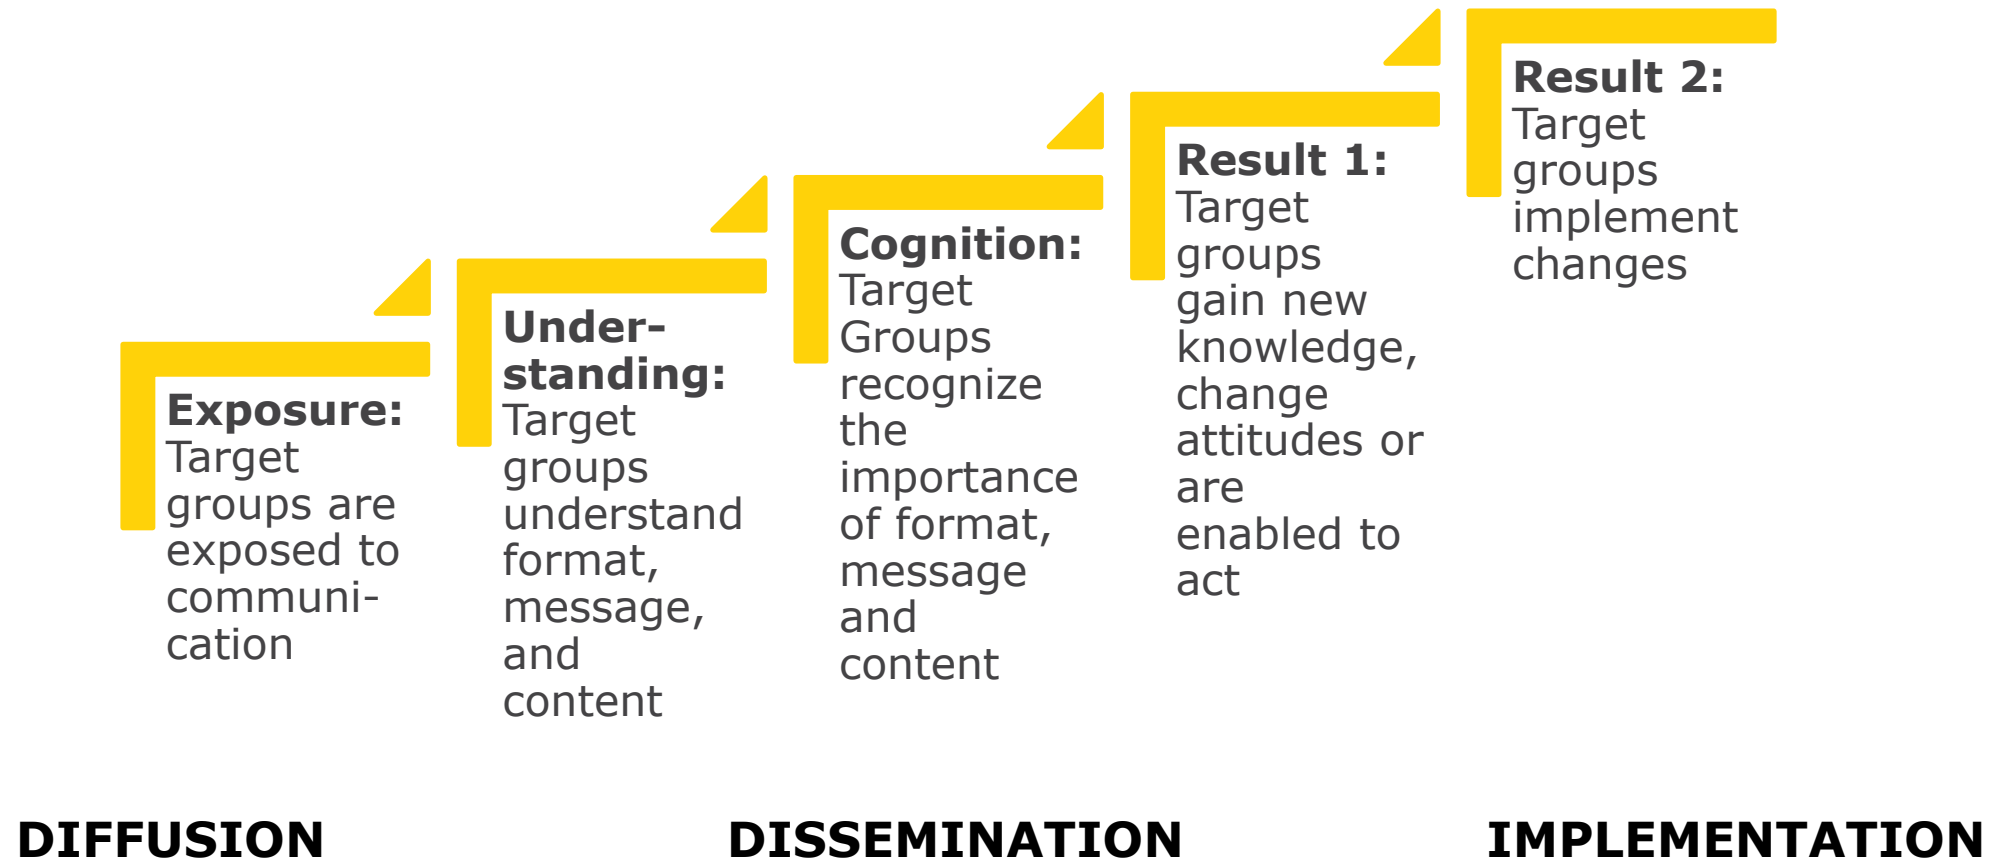 Exposure:
Target
groups are
exposed to
communi-
cation
Under-
standing:
Target
groups
understand
format,
message,
and
content
Cognition:
Target
Groups
recognize
the
importance
of format,
message
and
content
Result 1:
Target
groups
gain new
knowledge,
change
attitudes or
are
enabled to
act
Result 2:
Target
groups
implement
changes
DIFFUSION
DISSEMINATION
IMPLEMENTATION